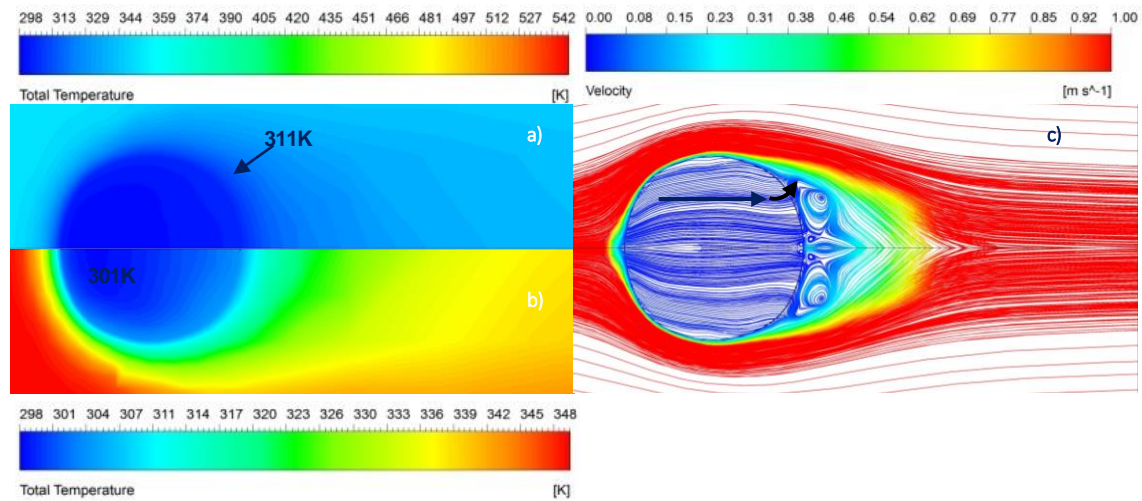 298 313 328 344 359 374 390 405 420 435 451 466 481 497 512 527 542
Total Temperature [K]
0.00 0.08 0.15 0.23 0.31 0.38 0.46 0.54 0.62 0.69 0.77 0.85 0.92 1.00
Velocity [m s^-1]
311K
a)
301K
b)
c)
298 301 304 307 311 314 317 320 323 326 330 333 336 339 342 345 348
Total Temperature [K]